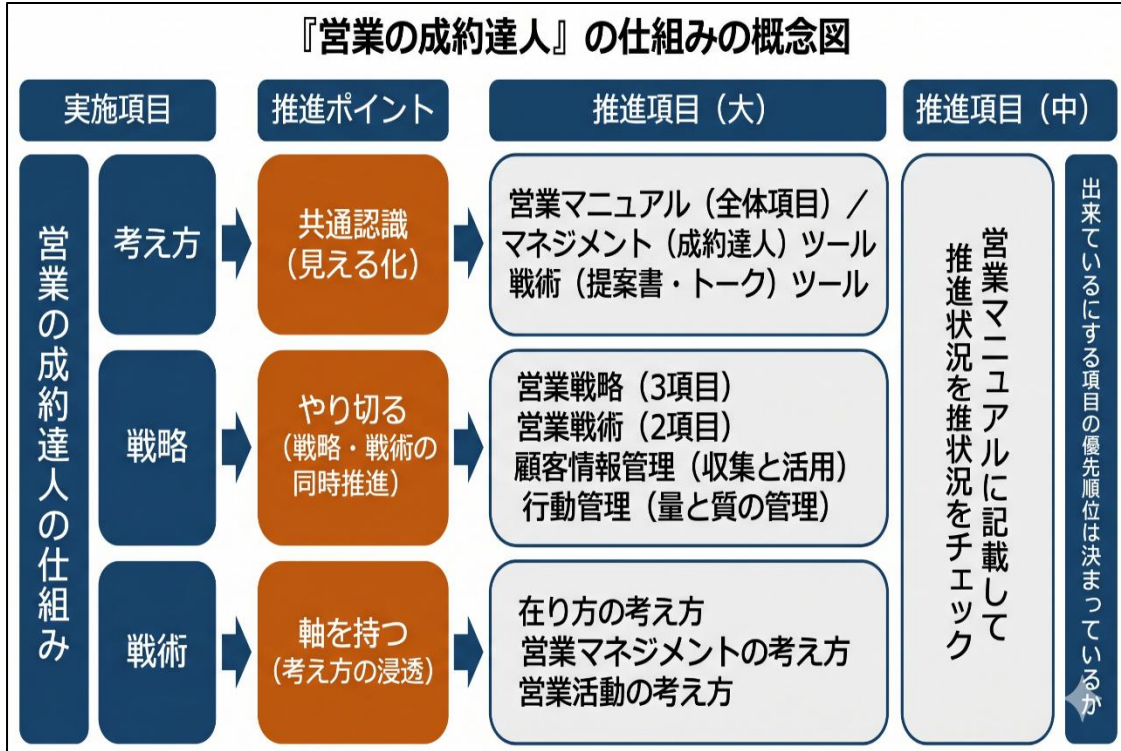 『営業の成約達人』の仕組みの概念図
実施項目
推進ポイント
推進項目（大）
推進項目（中）
営業の成約達人の仕組み
考え方
共通認識
（見える化）
営業マニュアル（全体項目）／
マネジメント（成約達人）ツール
戦術（提案書・トーク）ツール
戦略
やり切る
（戦略・戦術の
同時推進）
営業戦略（3項目）
営業戦術（2項目）
顧客情報管理（収集と活用）
行動管理（量と質の管理）
戦術
軸を持つ
（考え方の浸透）
在り方の考え方
営業マネジメントの考え方
営業活動の考え方
営業マニュアルに記載して
推進状況を推状況をチェック
出来ているにする項目の優先順位は決まっているか